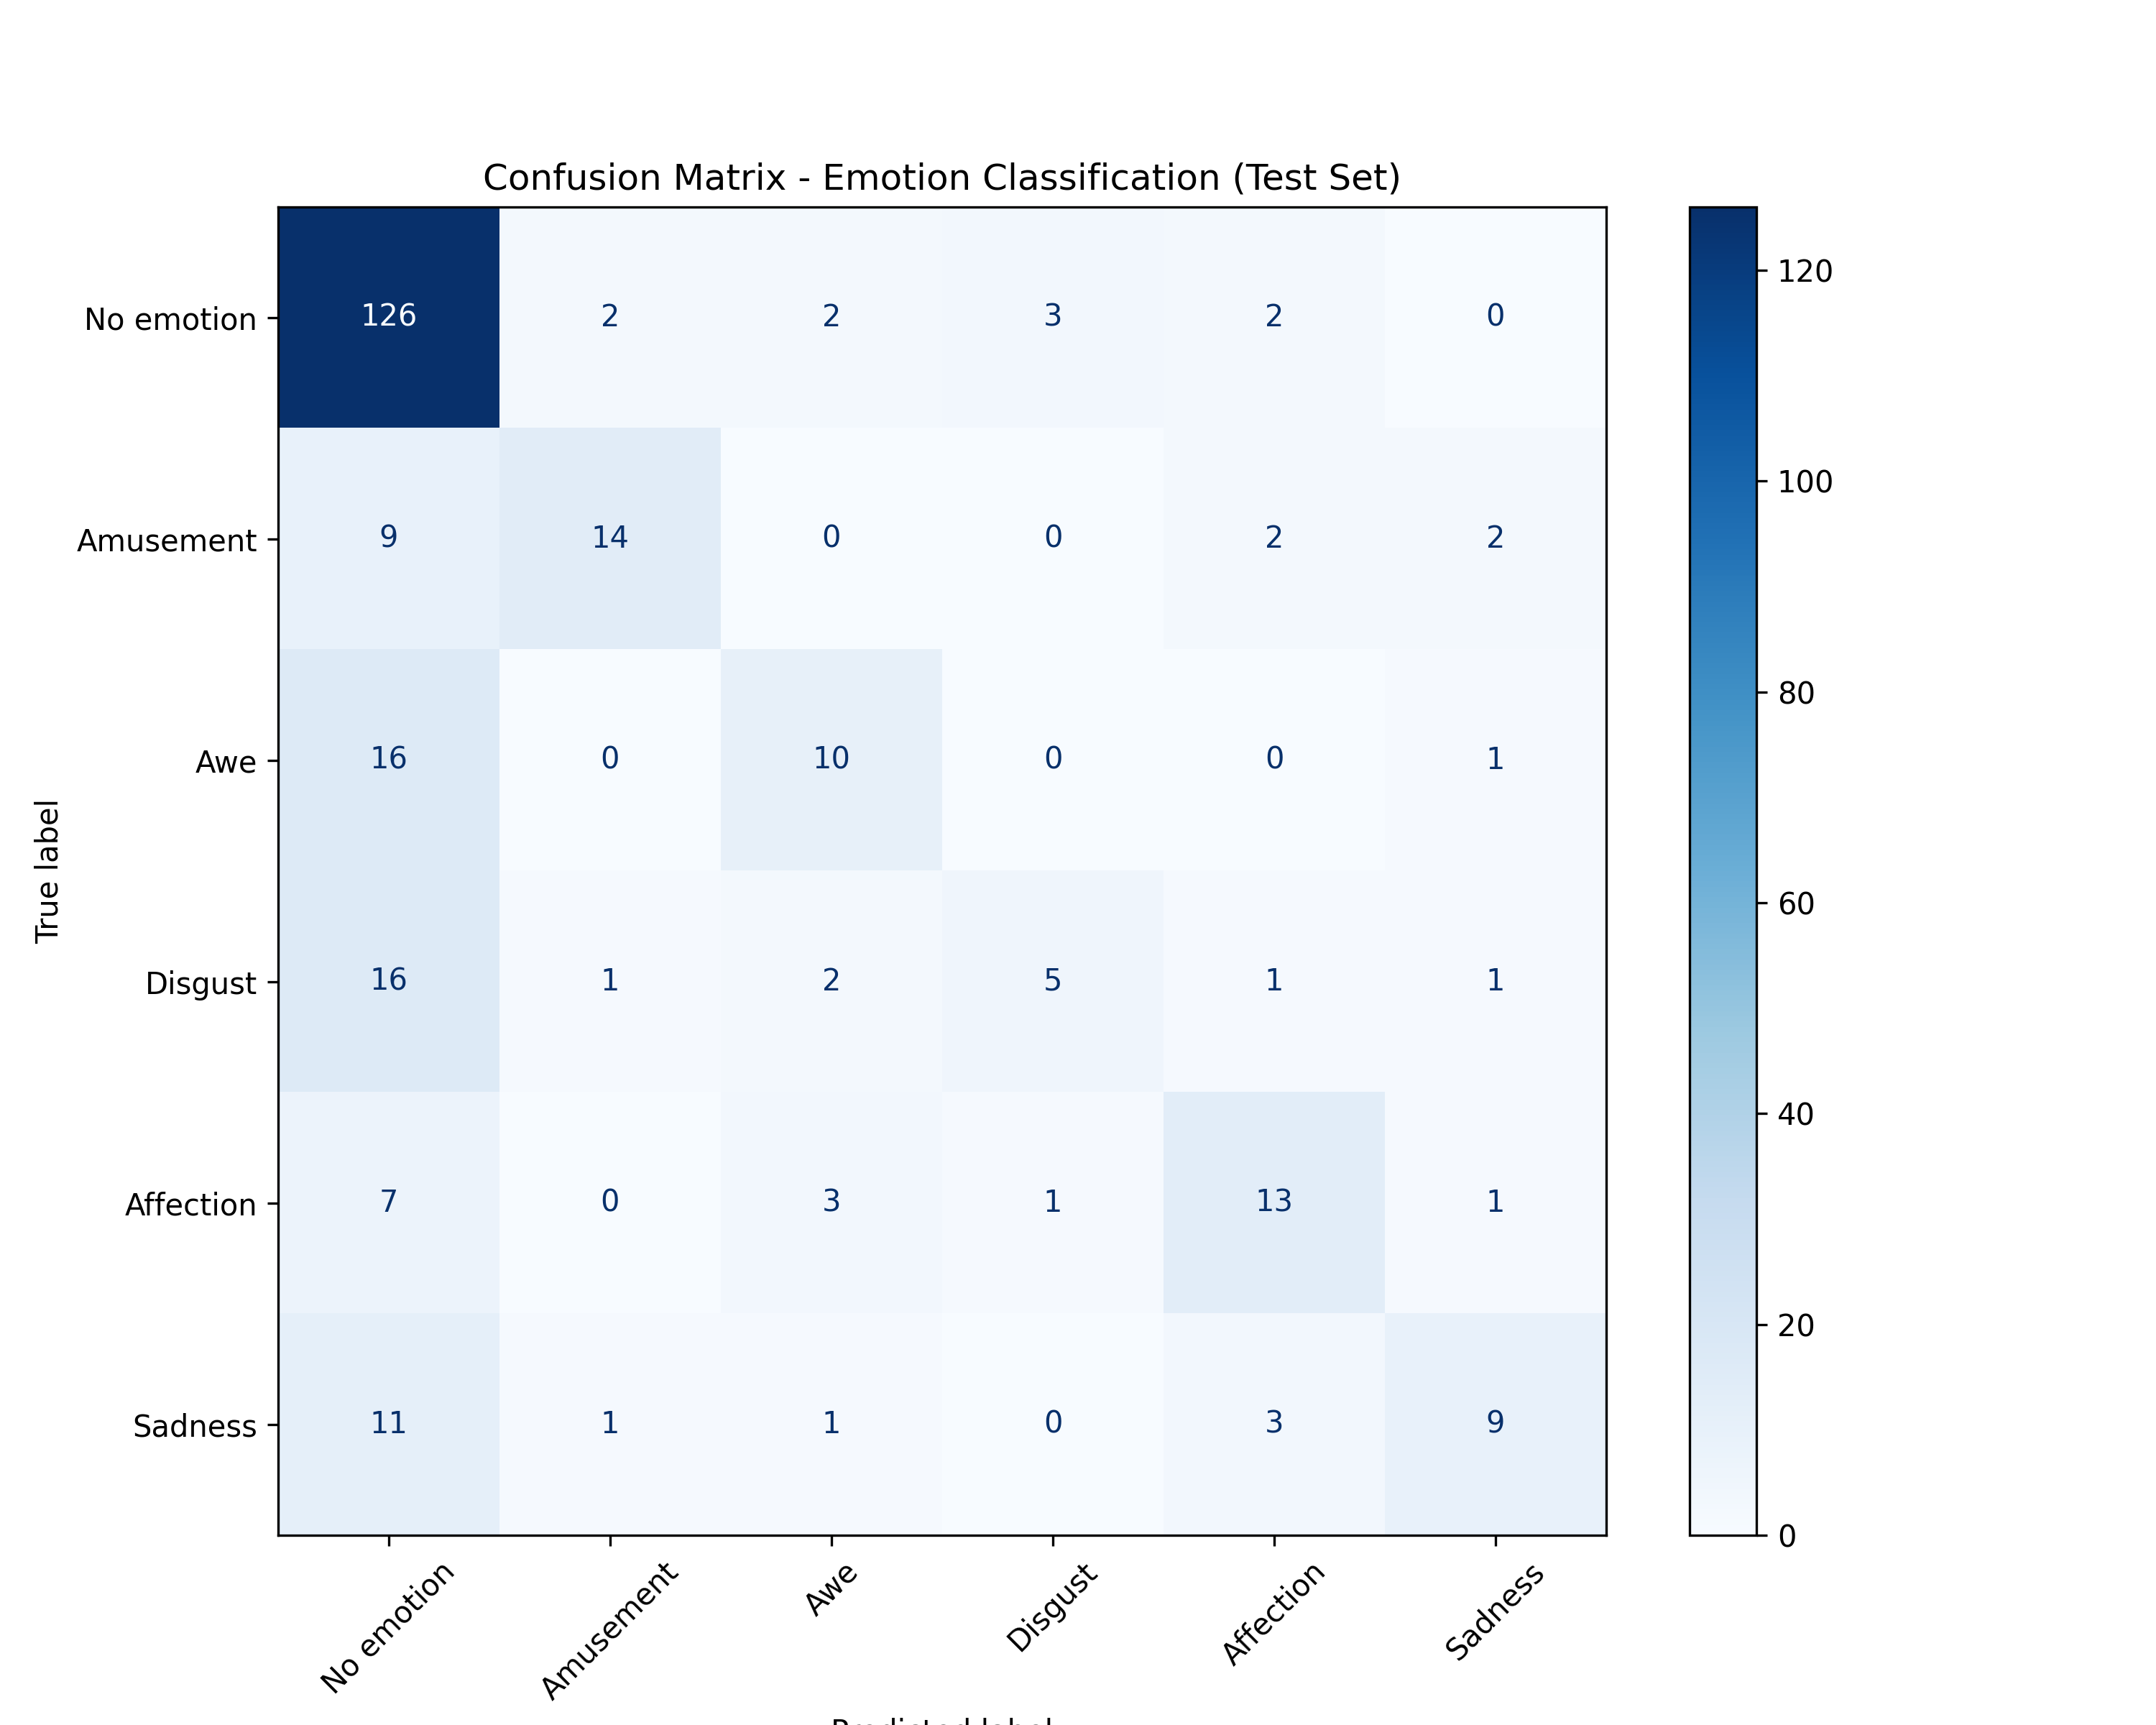 Confusion Matrix - Emotion Classification (Test Set)
No emotion 126 2 2 3 2 0
Amusement 9 14 0 0 2 2
Awe 16 0 10 0 0 1
Disgust 16 1 2 5 1 1
Affection 7 0 3 1 13 1
Sadness 11 1 1 0 3 9
True label
No emotion Amusement Awe Disgust Affection Sadness
Predicted label
120
100
80
60
40
20
0